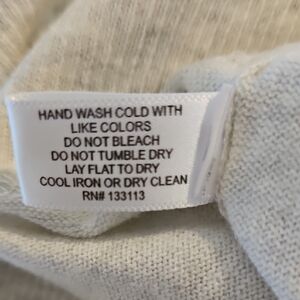 HAND WASH COLD WITH
LIKE COLORS
DO NOT BLEACH
DO NOT TUMBLE DRY
LAY FLAT TO DRY
COOL IRON OR DRY CLEAN
RN# 133113